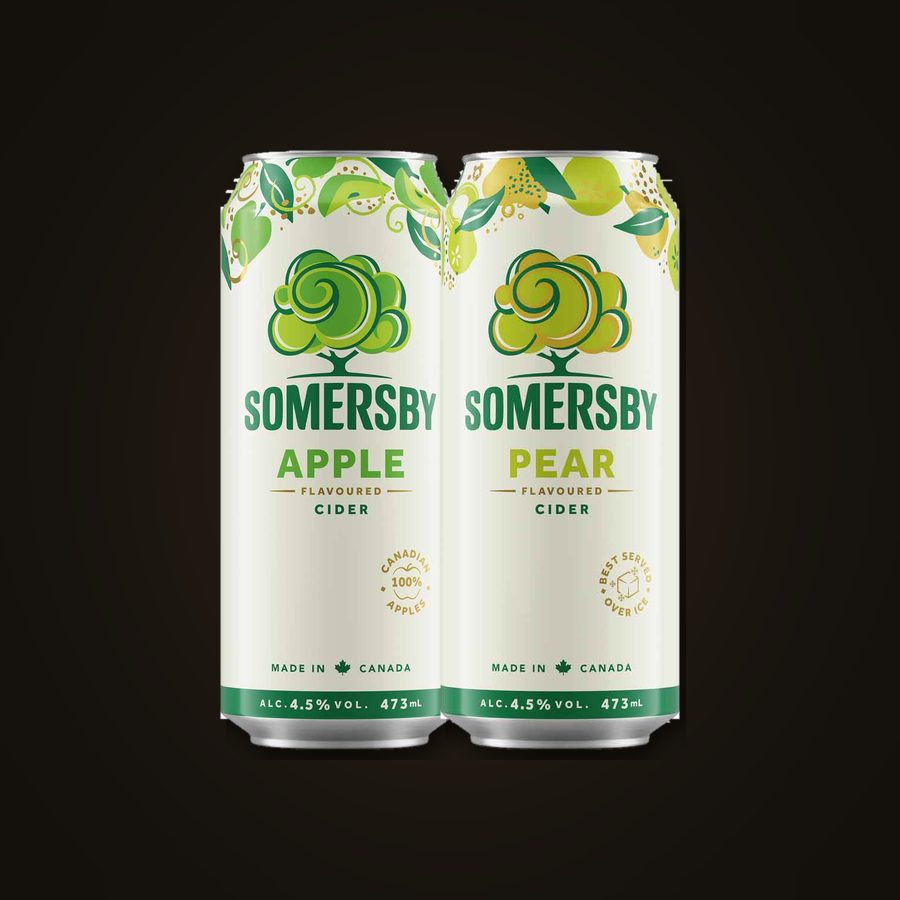 SOMERSBY
APPLE
FLAVOURED
CIDER
CANADIAN
100%
APPLES
MADE IN CANADA
ALC. 4.5% VOL. 473mL
SOMERSBY
PEAR
FLAVOURED
CIDER
BEST SERVED
OVER ICE
MADE IN CANADA
ALC. 4.5% VOL. 473mL